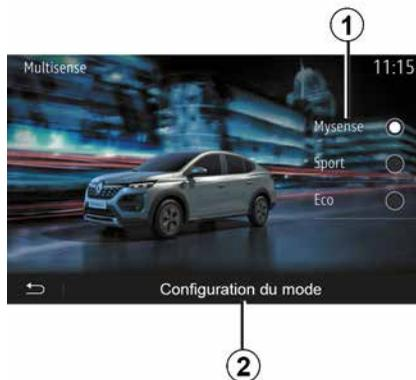 1
Multisense
11:15
Mysense
Sport
Eco
Configuration du mode
2